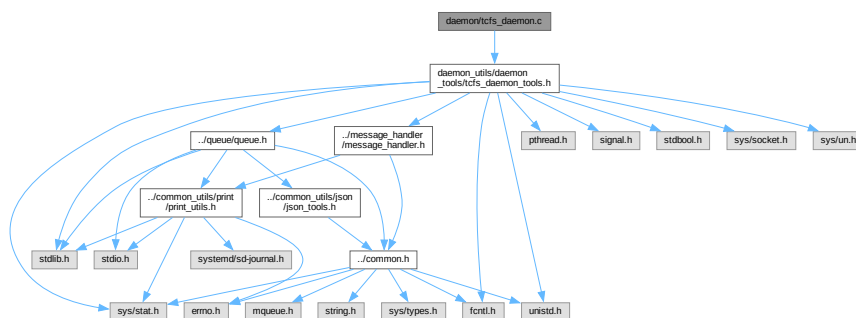 daemon/tcfs_daemon.c
daemon_utils/daemon
_tools/tcfs_daemon_tools.h
../queue/queue.h
../message_handler
/message_handler.h
pthread.h
signal.h
stdbool.h
sys/socket.h
sys/un.h
../common_utils/print
/print_utils.h
../common_utils/json
/json_tools.h
stdlib.h
stdio.h
systemd/sd-journal.h
../common.h
sys/stat.h
errno.h
mqueue.h
string.h
sys/types.h
fcntl.h
unistd.h